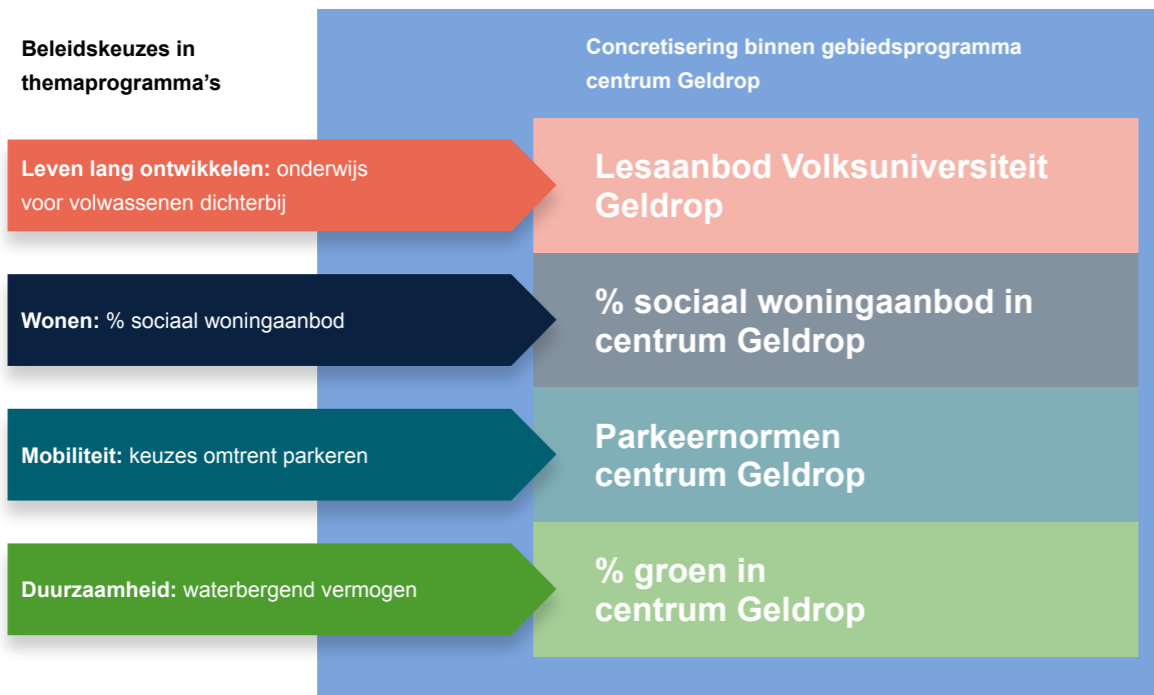 Beleidskeuzes in
themaprogramma's
Concretisering binnen gebiedsprogramma
centrum Geldrop
Leven lang ontwikkelen: onderwijs
voor volwassenen dichterbij
Lesaanbod Volksuniversiteit
Geldrop
Wonen: % sociaal woningaanbod
% sociaal woningaanbod in
centrum Geldrop
Mobiliteit: keuzes omtrent parkeren
Parkeernormen
centrum Geldrop
Duurzaamheid: waterbergend vermogen
% groen in
centrum Geldrop